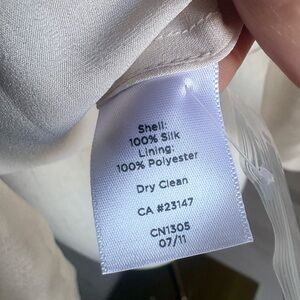 Shell:
100% Silk
Lining:
100% Polyester
Dry Clean
CA #23147
CN1305
07/11